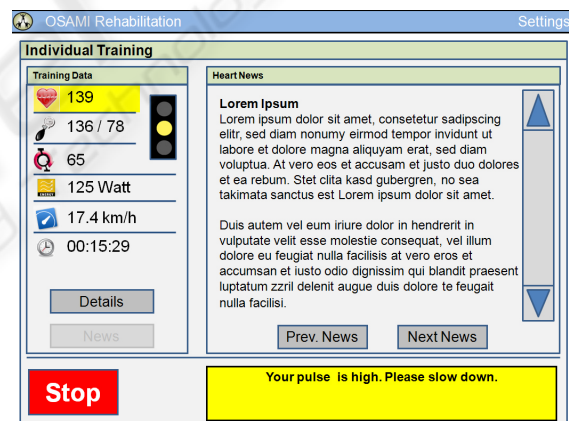 OSAMI Rehabilitation Settings
Individual Training
Training Data
139
136 / 78
65
125 Watt
17.4 km/h
00:15:29
Details
News
Heart News
Lorem Ipsum
Lorem ipsum dolor sit amet, consetetur sadipscing
elitr, sed diam nonumy eirmod tempor invidunt ut
labore et dolore magna aliquyam erat, sed diam
voluptua. At vero eos et accusam et justo duo dolores
et ea rebum. Stet clita kasd gubergren, no sea
takimata sanctus est Lorem ipsum dolor sit amet.
Duis autem vel eum iriure dolor in hendrerit in
vulputate velit esse molestie consequat, vel illum
dolore eu feugiat nulla facilisis at vero eros et
accumsan et iusto odio dignissim qui blandit praesent
luptatum zzril delenit augue duis dolore te feugait
nulla facilisi.
Prev. News
Next News
Stop
Your pulse is high. Please slow down.